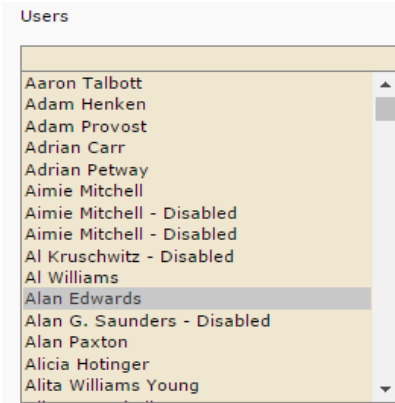 Users
Aaron Talbott
Adam Henken
Adam Provost
Adrian Carr
Adrian Petway
Aimie Mitchell
Aimie Mitchell - Disabled
Aimie Mitchell - Disabled
Al Kruschwitz - Disabled
Al Williams
Alan Edwards
Alan G. Saunders - Disabled
Alan Paxton
Alicia Hotinger
Alita Williams Young